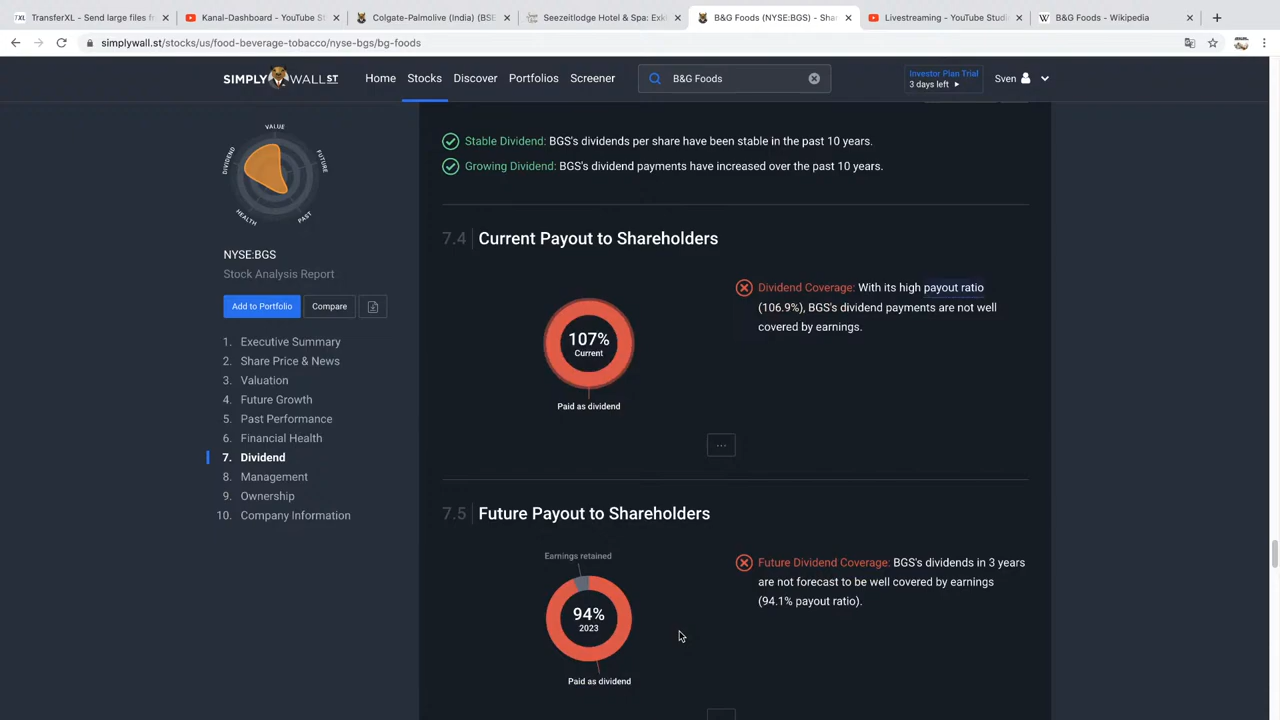 TransferXL - Send large files f
Kanal-Dashboard - YouTube S
Colgate-Palmolive (India) (BSE
Seezeitlodge Hotel & Spa: Exk
B&G Foods (NYSE:BGS) - Sha
Livestreaming - YouTube Studi
B&G Foods - Wikipedia
simplywall.st/stocks/us/food-beverage-tobacco/nyse-bgs/bg-foods
SIMPLY WALL ST
Home
Stocks
Discover
Portfolios
Screener
B&G Foods
Investor Plan Trial
3 days left
Sven
VALUE
FUTURE
PAST
HEALTH
DIVIDEND
NYSE:BGS
Stock Analysis Report
Add to Portfolio
Compare
1. Executive Summary
2. Share Price & News
3. Valuation
4. Future Growth
5. Past Performance
6. Financial Health
7. Dividend
8. Management
9. Ownership
10. Company Information
Stable Dividend: BGS's dividends per share have been stable in the past 10 years.
Growing Dividend: BGS's dividend payments have increased over the past 10 years.
7.4 Current Payout to Shareholders
107%
Current
Paid as dividend
Dividend Coverage: With its high payout ratio
(106.9%), BGS's dividend payments are not well
covered by earnings.
...
7.5 Future Payout to Shareholders
Earnings retained
94%
2023
Paid as dividend
Future Dividend Coverage: BGS's dividends in 3 years
are not forecast to be well covered by earnings
(94.1% payout ratio).